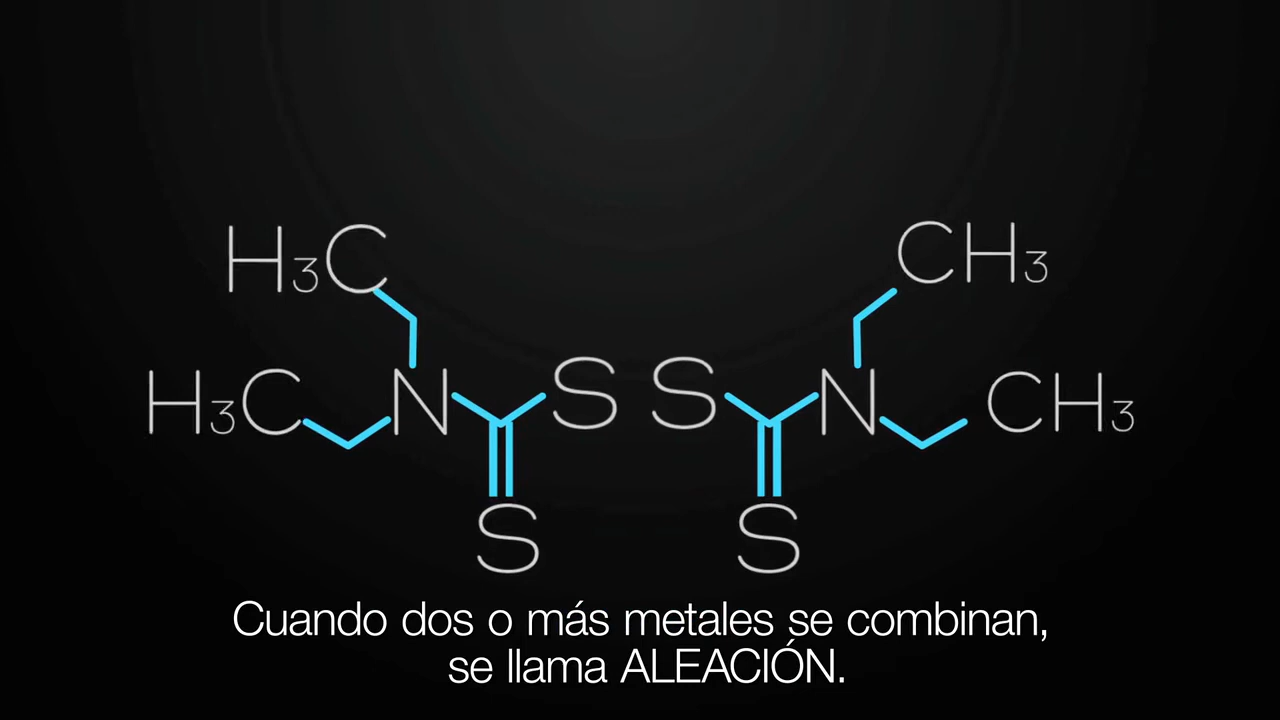 H3C CH3
H3C N S S N CH3
S S
Cuando dos o más metales se combinan,
se llama ALEACIÓN.